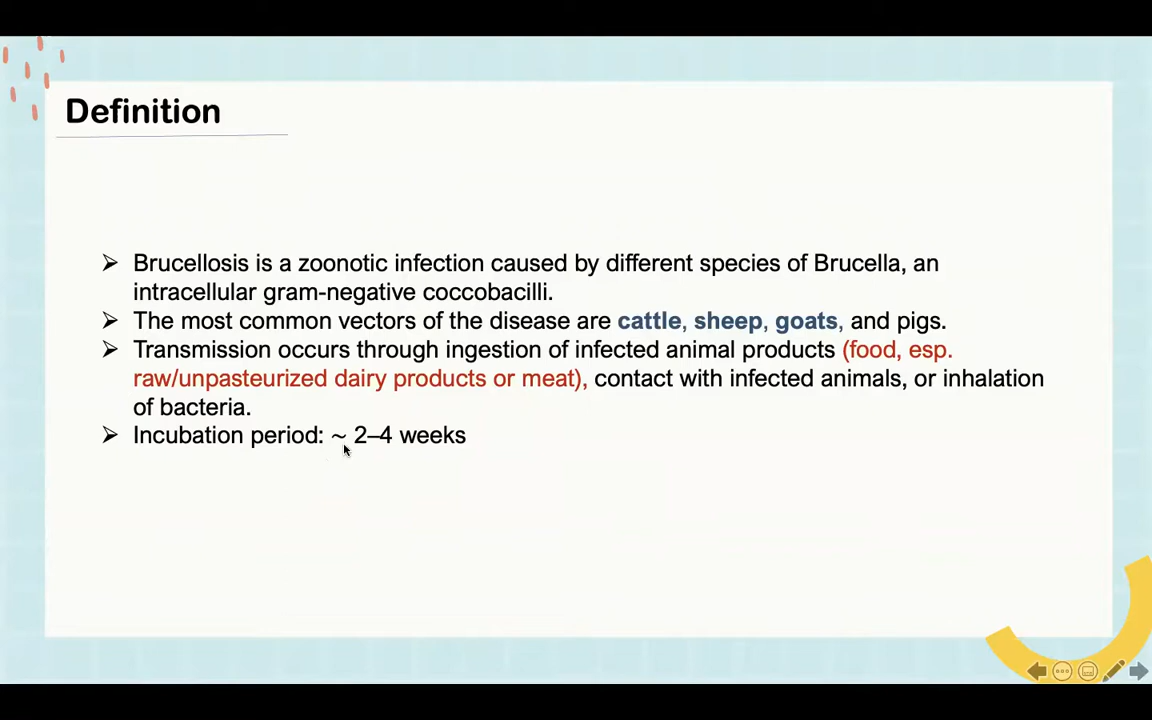 Definition
➢ Brucellosis is a zoonotic infection caused by different species of Brucella, an
intracellular gram-negative coccobacilli.
➢ The most common vectors of the disease are cattle, sheep, goats, and pigs.
➢ Transmission occurs through ingestion of infected animal products (food, esp.
raw/unpasteurized dairy products or meat), contact with infected animals, or inhalation
of bacteria.
➢ Incubation period: ~ 2–4 weeks